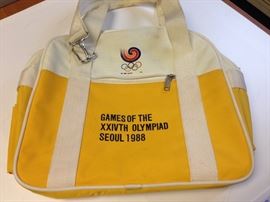 GAMES OF THE
XXIVTH OLYMPIAD
SEOUL 1988